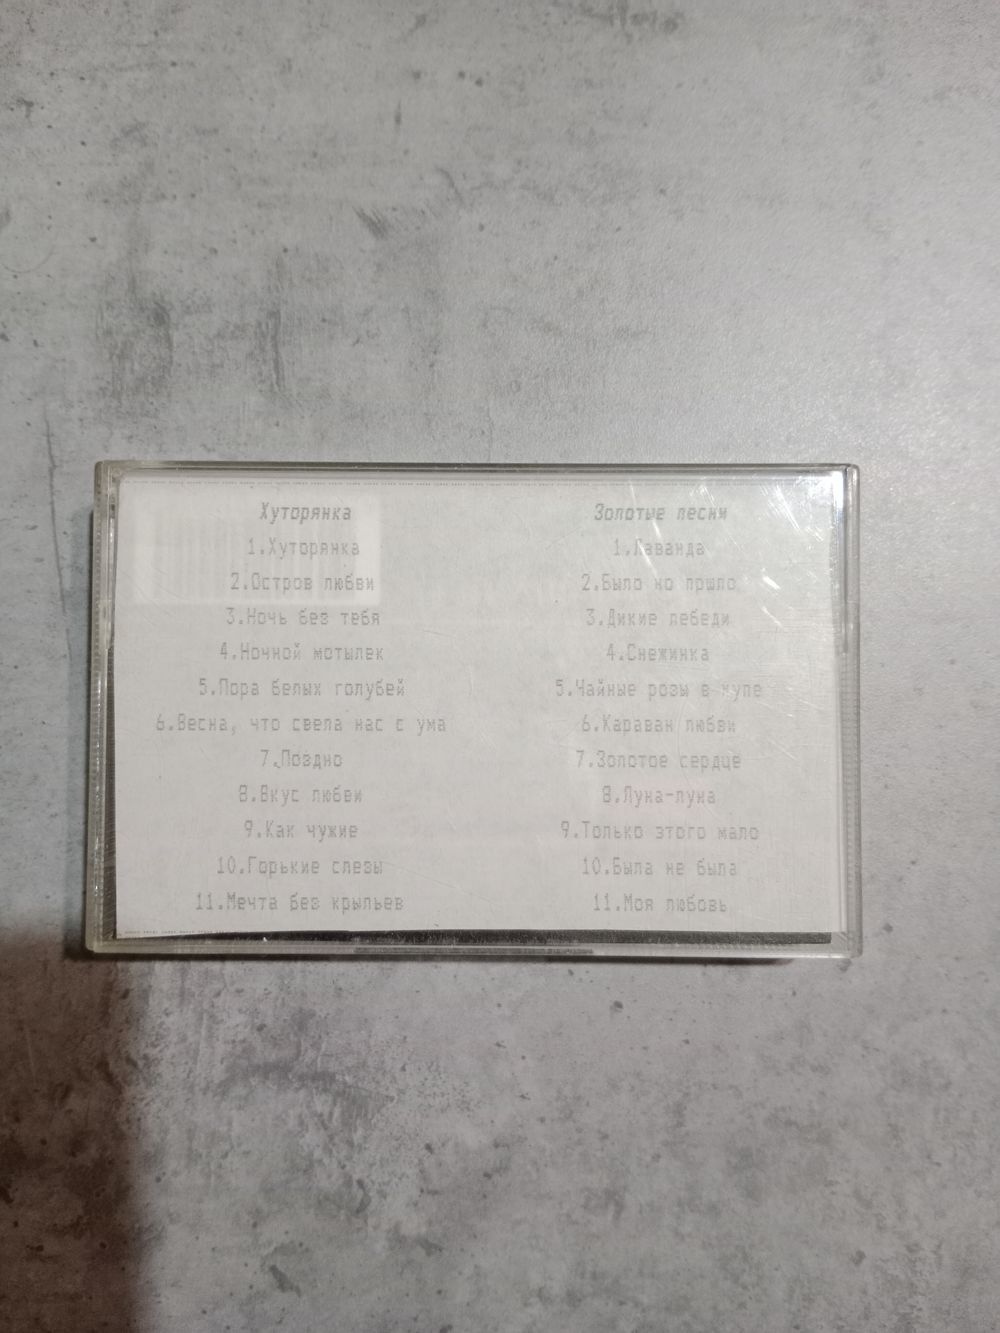 Хуторянка
1.Хуторянка
2.Остров любви
3.Ночь без тебя
4.Ночной мотылек
5.Пора белых голубей
6.Весна, что свела нас с ума
7.Поздно
8.Вкус любви
9.Как чужие
10.Горькие слезы
11.Мечта без крыльев
Золотые песни
1.Лаванда
2.Было но пршло
3.Дикие лебеди
4.Снежинка
5.Чайные розы в купе
6.Караван любви
7.Золотое сердце
8.Луна-луна
9.Только этого мало
10.Была не была
11.Моя любовь